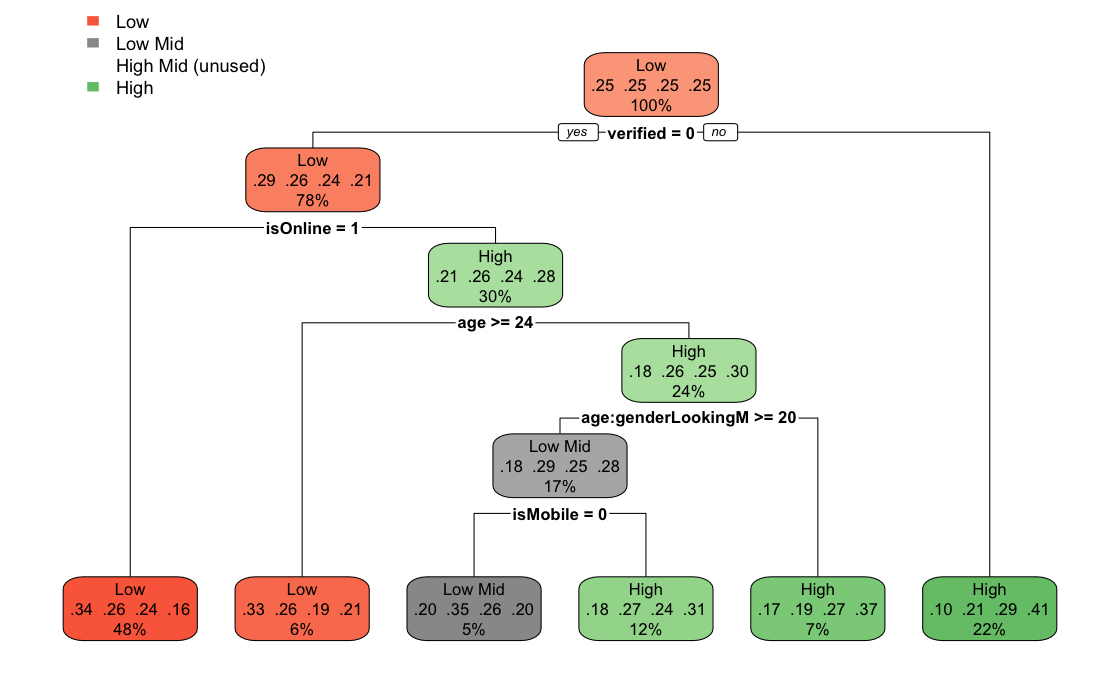 Low
Low Mid
High Mid (unused)
High
Low
.25 .25 .25 .25
100%
yes verified = 0 no
Low
.29 .26 .24 .21
78%
isOnline = 1
High
.21 .26 .24 .28
30%
age >= 24
High
.18 .26 .25 .30
24%
age:genderLookingM >= 20
Low Mid
.18 .29 .25 .28
17%
isMobile = 0
Low
.34 .26 .24 .16
48%
Low
.33 .26 .19 .21
6%
Low Mid
.20 .35 .26 .20
5%
High
.18 .27 .24 .31
12%
High
.17 .19 .27 .37
7%
High
.10 .21 .29 .41
22%